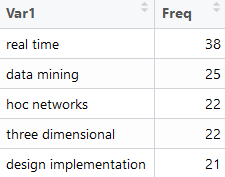 Var1 Freq
real time 38
data mining 25
hoc networks 22
three dimensional 22
design implementation 21